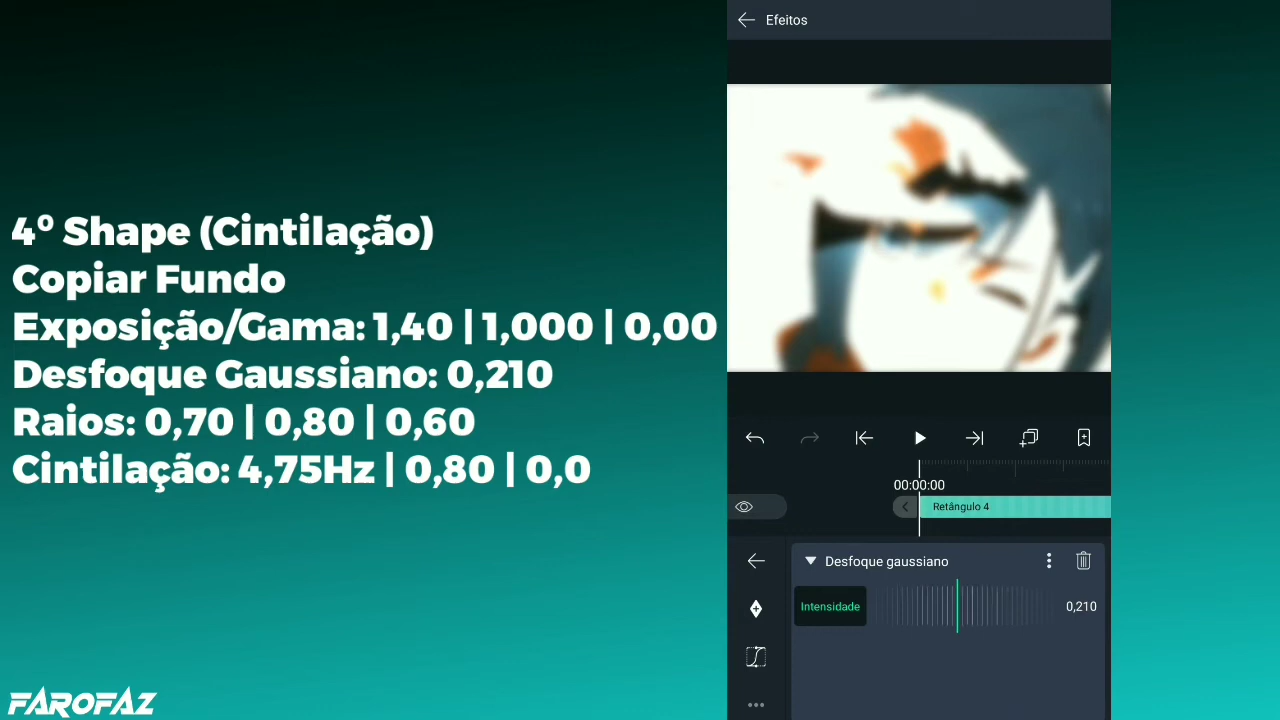 4º Shape (Cintilação)
Copiar Fundo
Exposição/Gama: 1,40 | 1,000 | 0,00
Desfoque Gaussiano: 0,210
Raios: 0,70 | 0,80 | 0,60
Cintilação: 4,75Hz | 0,80 | 0,0
FAROFAZ
Efeitos
00:00:00
Retângulo 4
Desfoque gaussiano
Intensidade
0,210